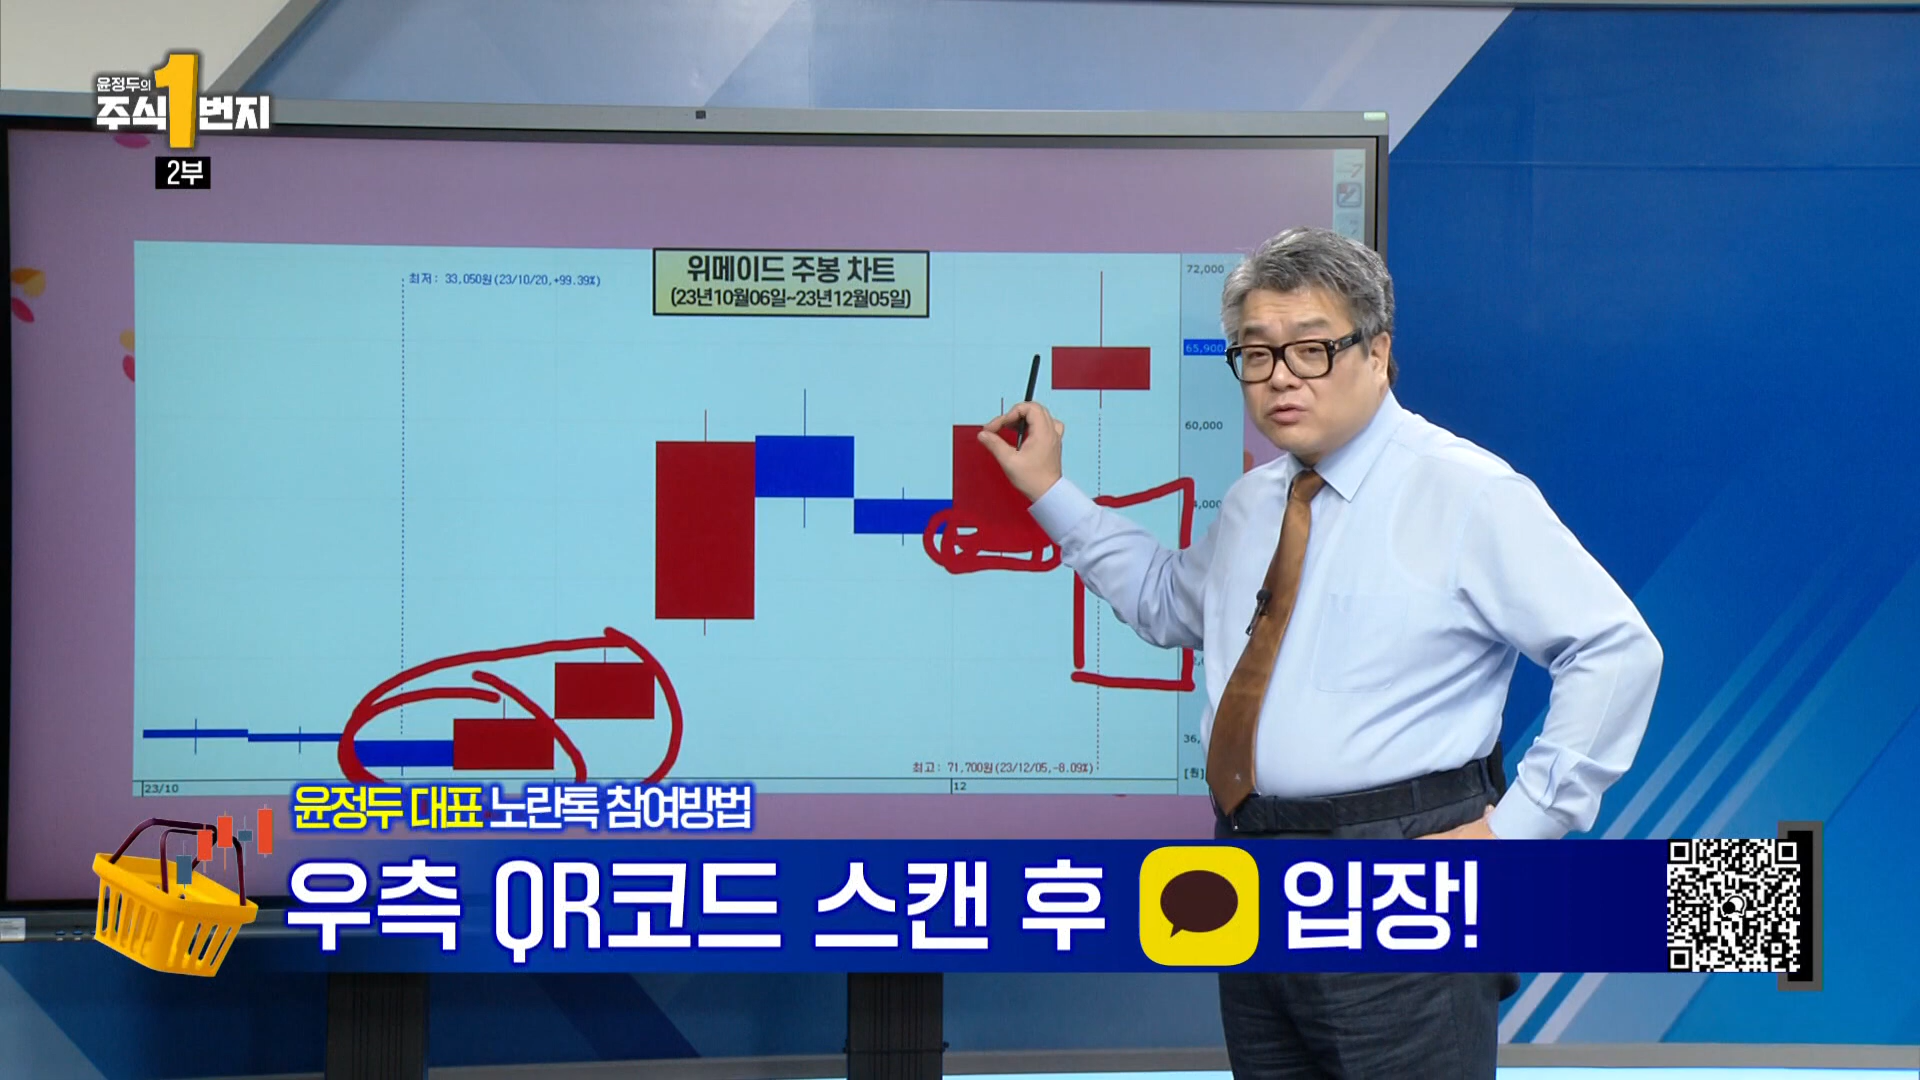 윤정두의
주식1번지
2부
위메이드 주봉 차트
(23년10월06일~23년12월05일)
최저: 33,050원(23/10/20,+99.39%)
72,000
65,900
60,000
최고: 71,700원(23/12/05,-8.09%)
[원]
23/10
12
윤정두 대표 노란톡 참여방법
우측 QR코드 스캔 후 입장!